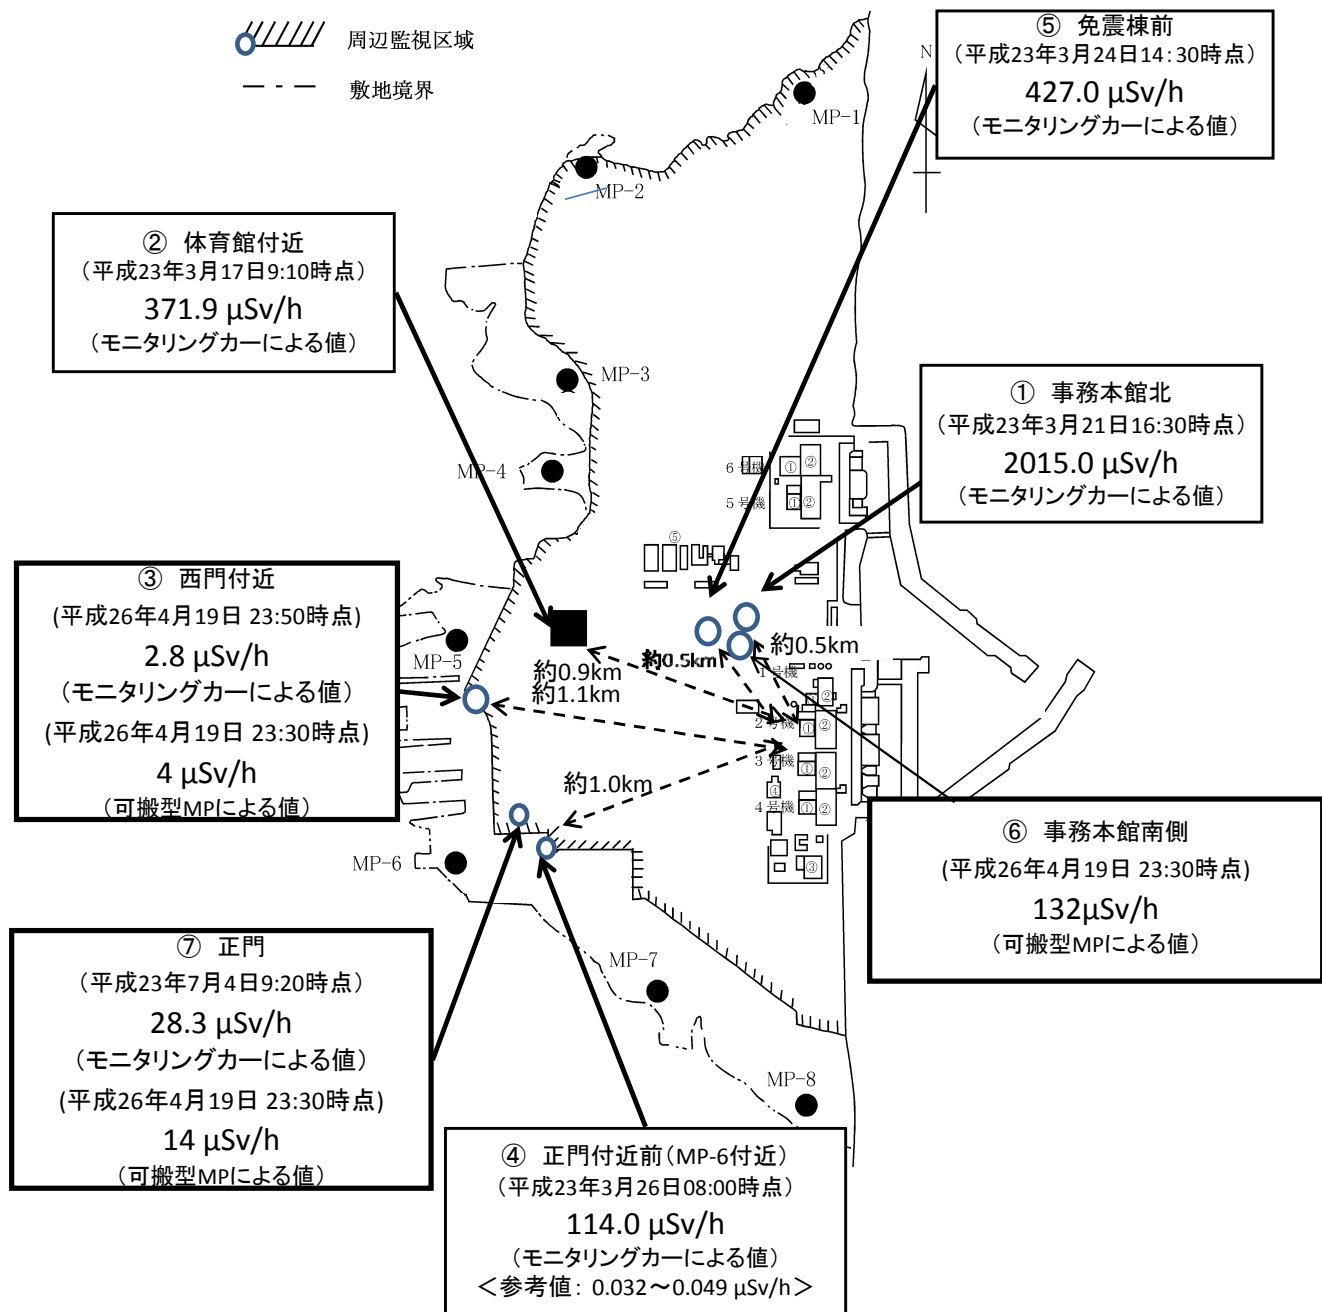 周辺監視区域
敷地境界
⑤ 免震棟前
（平成23年3月24日14:30時点）
427.0 μSv/h
（モニタリングカーによる値）
N
MP-1
MP-2
② 体育館付近
（平成23年3月17日9:10時点）
371.9 μSv/h
（モニタリングカーによる値）
MP-3
① 事務本館北
（平成23年3月21日16:30時点）
2015.0 μSv/h
（モニタリングカーによる値）
MP-4
6号機
①
②
5号機
①
②
⑤
③ 西門付近
(平成26年4月19日 23:50時点)
2.8 μSv/h
（モニタリングカーによる値）
(平成26年4月19日 23:30時点)
4 μSv/h
（可搬型MPによる値）
MP-5
約0.9km
約1.1km
約0.5km
約0.5km
1号機
②
2号機
①
②
3号機
①
②
④
4号機
①
②
③
約1.0km
MP-6
⑥ 事務本館南側
(平成26年4月19日 23:30時点)
132μSv/h
（可搬型MPによる値）
⑦ 正門
（平成23年7月4日9:20時点）
28.3 μSv/h
（モニタリングカーによる値）
(平成26年4月19日 23:30時点)
14 μSv/h
（可搬型MPによる値）
MP-7
MP-8
④ 正門付近前（MP-6付近）
（平成23年3月26日08:00時点）
114.0 μSv/h
（モニタリングカーによる値）
＜参考値：0.032～0.049 μSv/h＞